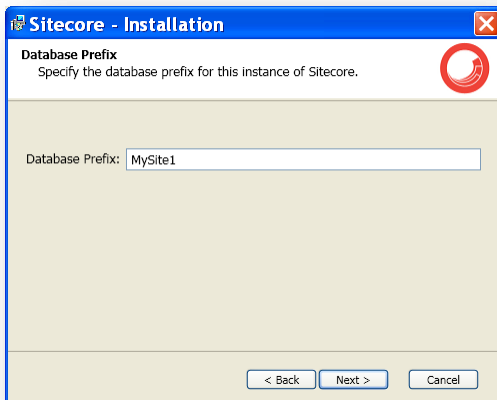 Sitecore - Installation
Database Prefix
Specify the database prefix for this instance of Sitecore.
Database Prefix: MySite1
< Back Next > Cancel